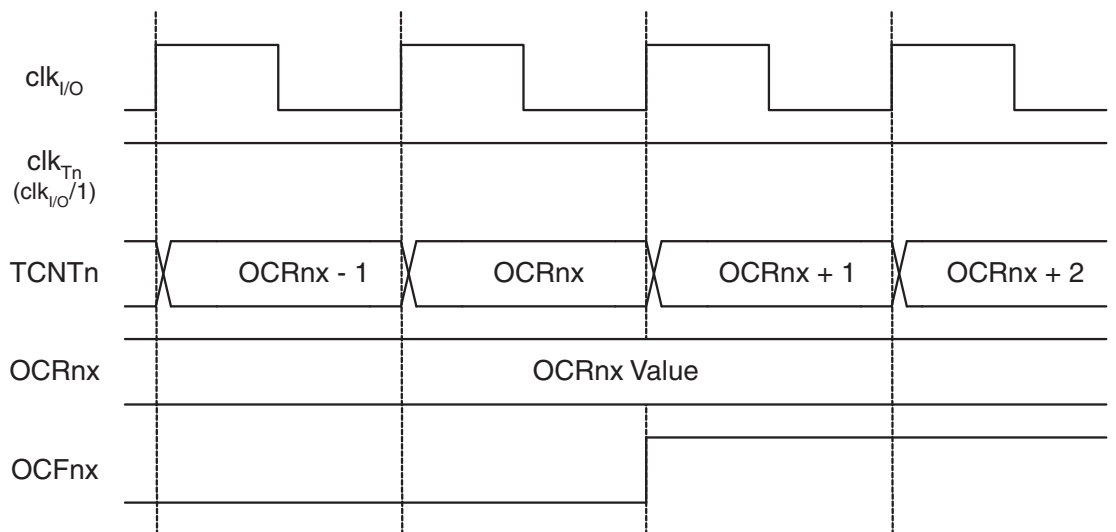 clkI/O
clkTn
(clkI/O/1)
TCNTn OCRnx - 1 OCRnx OCRnx + 1 OCRnx + 2
OCRnx OCRnx Value
OCFnx